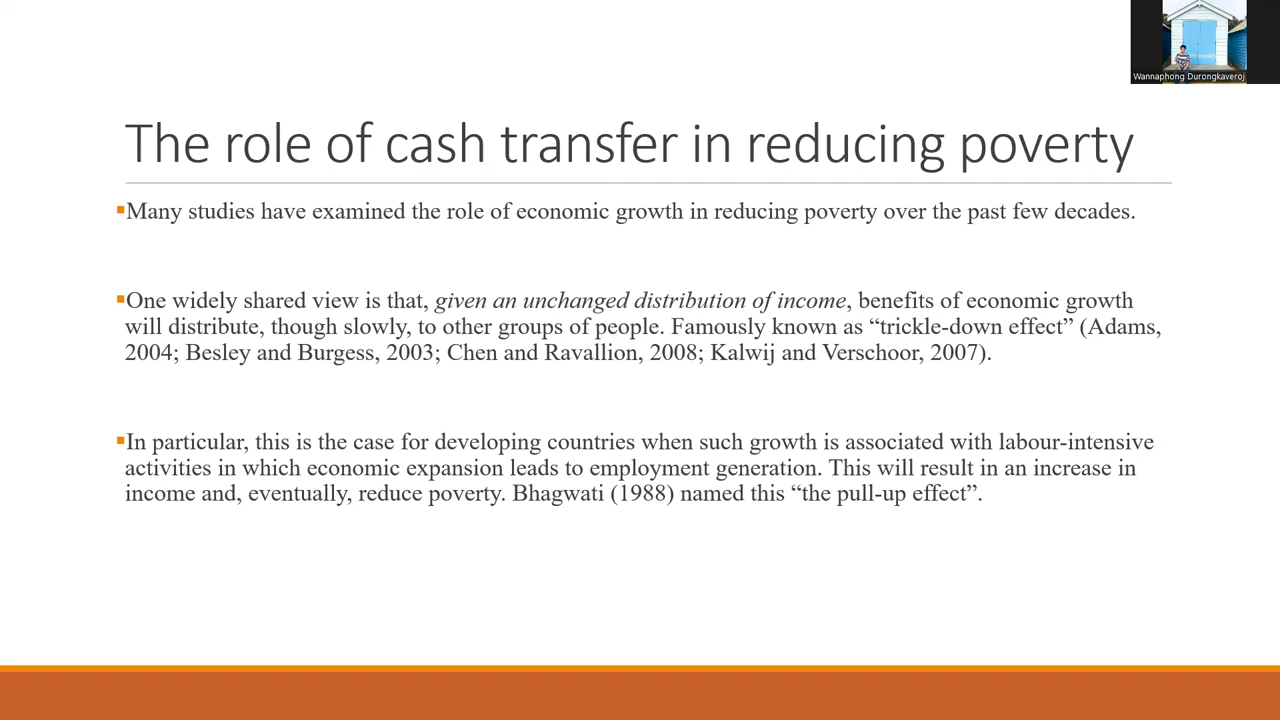 Wannaphong Durongkaveroj
The role of cash transfer in reducing poverty
▪Many studies have examined the role of economic growth in reducing poverty over the past few decades.
▪One widely shared view is that, given an unchanged distribution of income, benefits of economic growth
will distribute, though slowly, to other groups of people. Famously known as “trickle-down effect” (Adams,
2004; Besley and Burgess, 2003; Chen and Ravallion, 2008; Kalwij and Verschoor, 2007).
▪In particular, this is the case for developing countries when such growth is associated with labour-intensive
activities in which economic expansion leads to employment generation. This will result in an increase in
income and, eventually, reduce poverty. Bhagwati (1988) named this “the pull-up effect”.